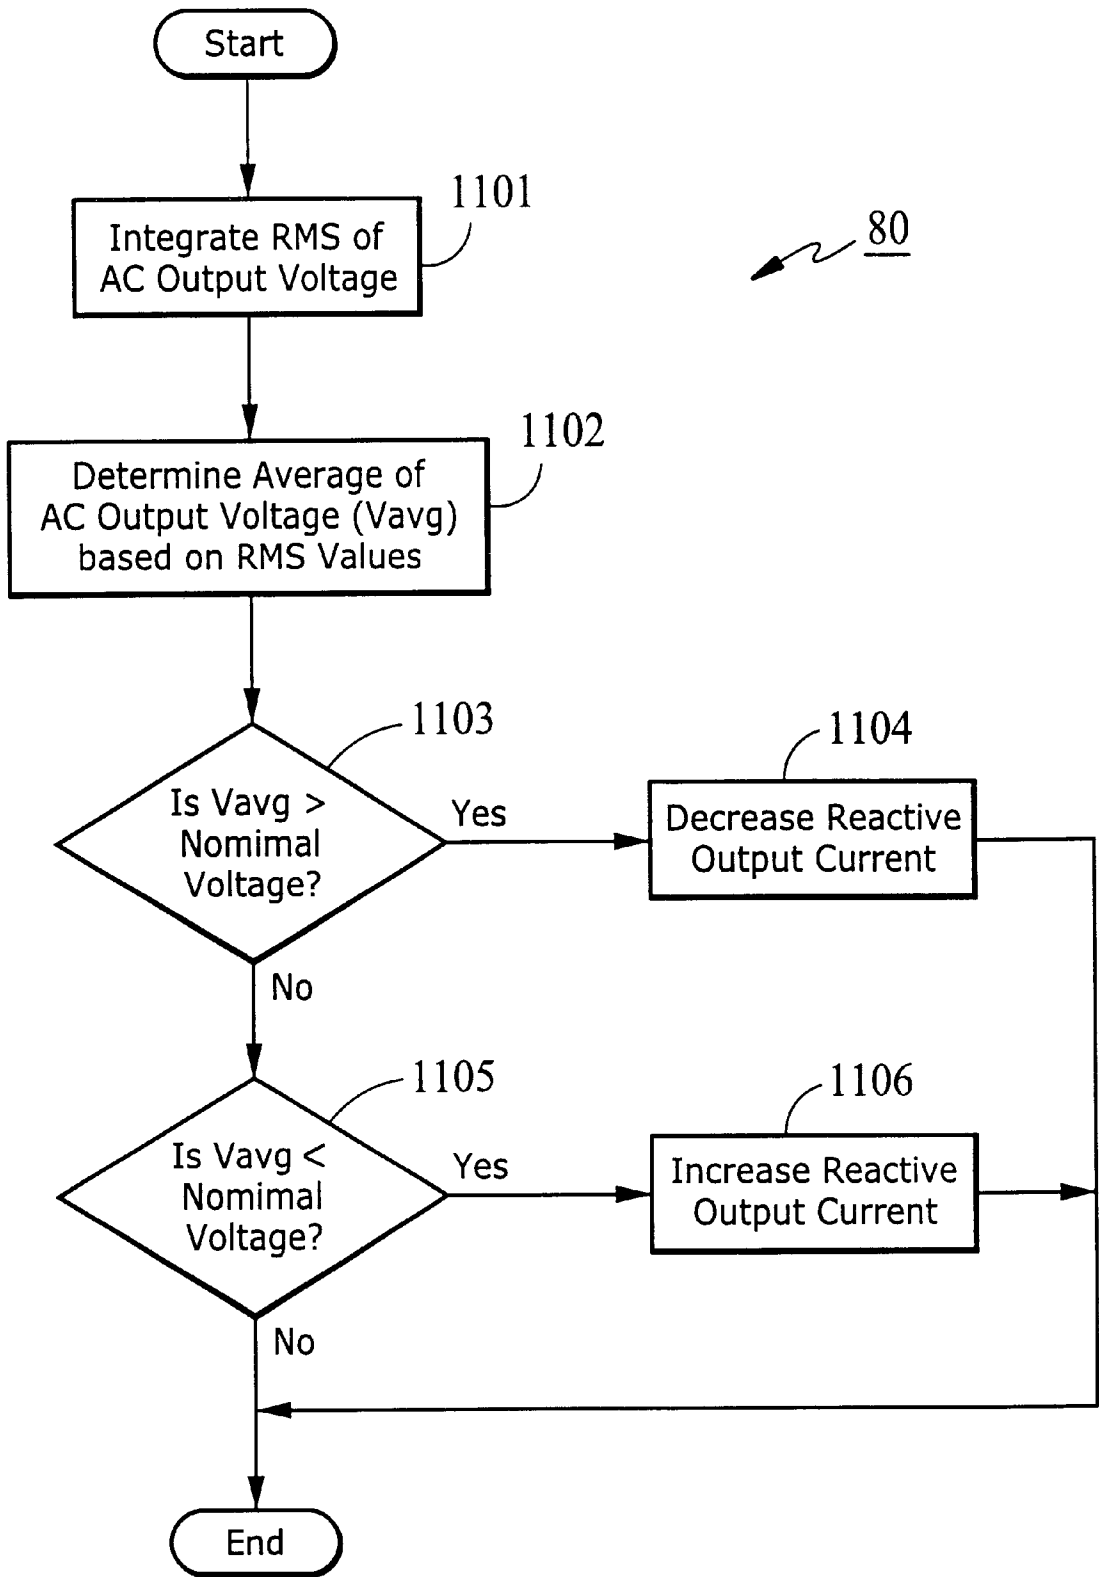 Start
1101
Integrate RMS of
AC Output Voltage
80
1102
Determine Average of
AC Output Voltage (Vavg)
based on RMS Values
1103
Is Vavg >
Nomimal
Voltage?
Yes
1104
Decrease Reactive
Output Current
No
1105
Is Vavg <
Nomimal
Voltage?
Yes
1106
Increase Reactive
Output Current
No
End